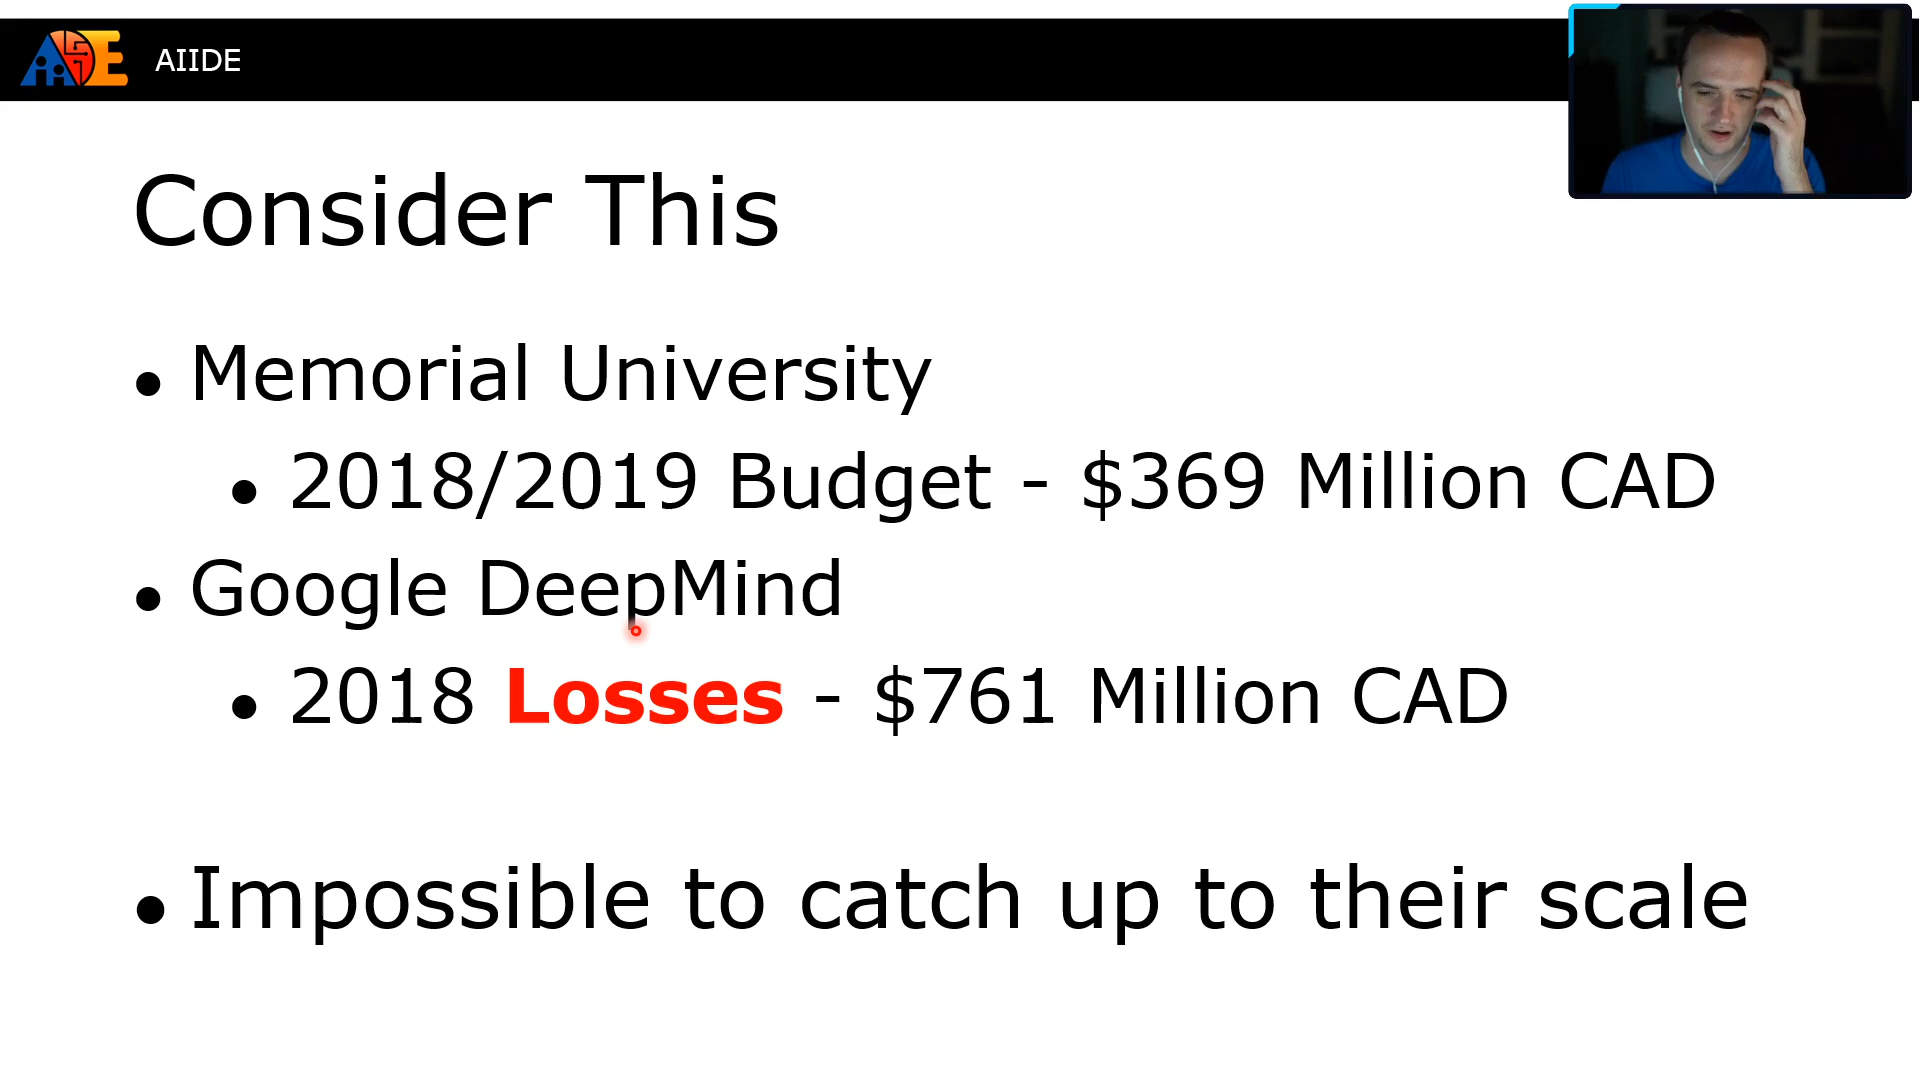 AIIDE
Consider This
• Memorial University
• 2018/2019 Budget - $369 Million CAD
• Google DeepMind
• 2018 Losses - $761 Million CAD
• Impossible to catch up to their scale